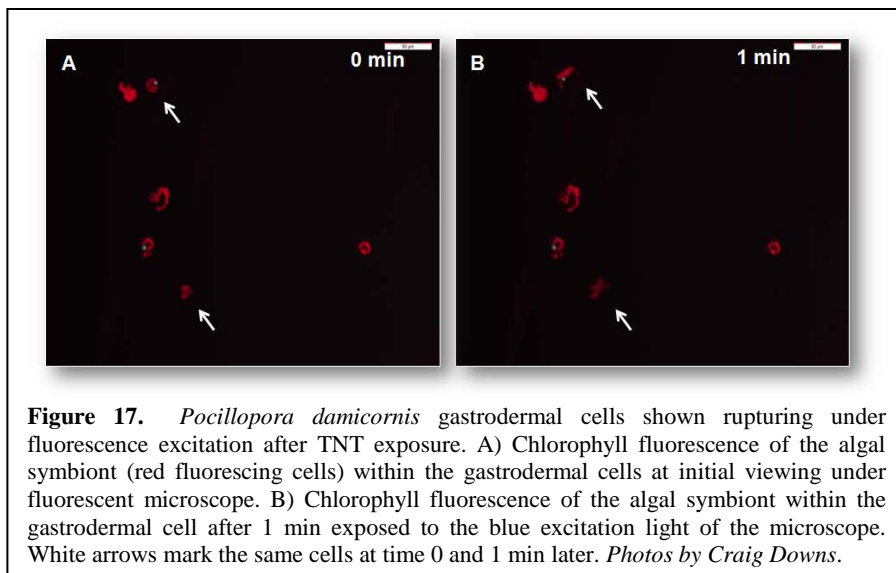 A
0 min
B
1 min
Figure 17. Pocillopora damicornis gastrodermal cells shown rupturing under
fluorescence excitation after TNT exposure. A) Chlorophyll fluorescence of the algal
symbiont (red fluorescing cells) within the gastrodermal cells at initial viewing under
fluorescent microscope. B) Chlorophyll fluorescence of the algal symbiont within the
gastrodermal cell after 1 min exposed to the blue excitation light of the microscope.
White arrows mark the same cells at time 0 and 1 min later. Photos by Craig Downs.